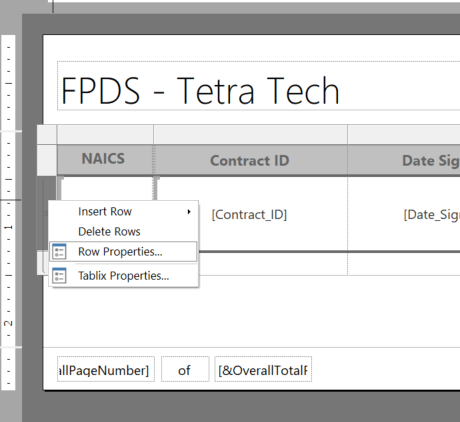 FPDS - Tetra Tech
NAICS Contract ID Date Sig
[Contract_ID] [Date_Sig
Insert Row
Delete Rows
Row Properties...
Tablix Properties...
1
2
allPageNumber] of [&OverallTotalP